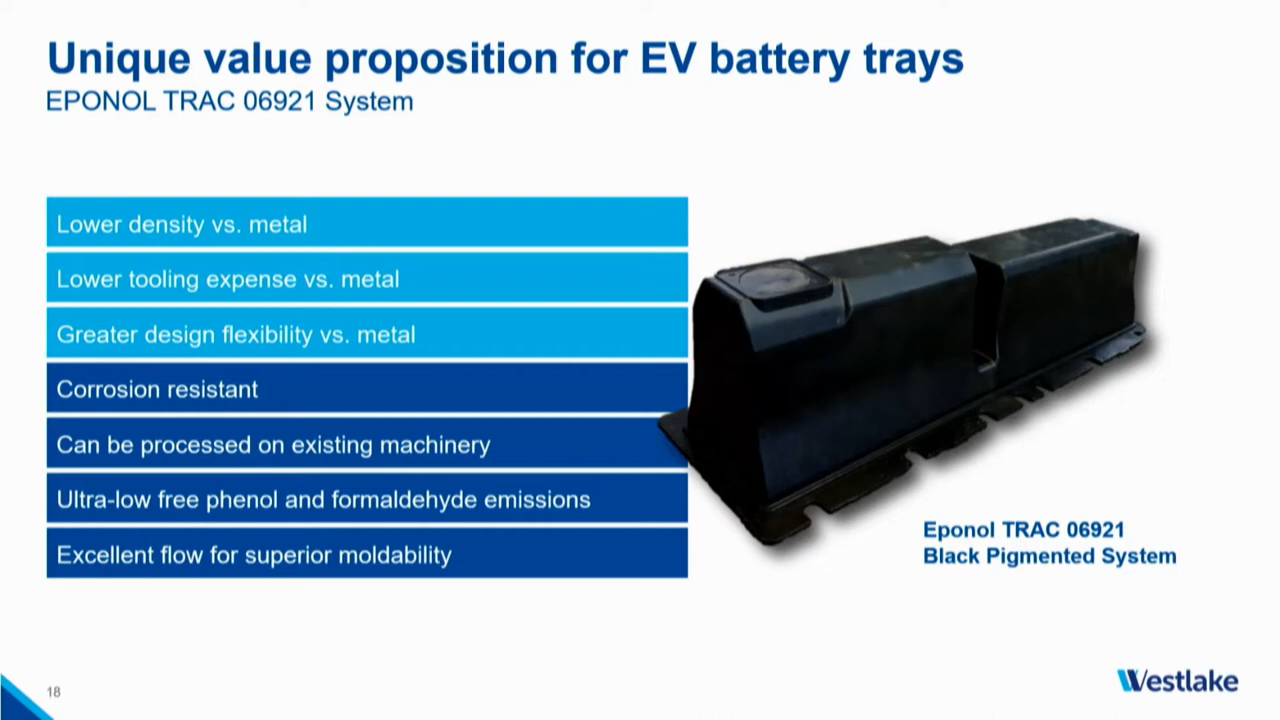 Unique value proposition for EV battery trays
EPONOL TRAC 06921 System
Lower density vs. metal
Lower tooling expense vs. metal
Greater design flexibility vs. metal
Corrosion resistant
Can be processed on existing machinery
Ultra-low free phenol and formaldehyde emissions
Excellent flow for superior moldability
Eponol TRAC 06921
Black Pigmented System
18
Westlake